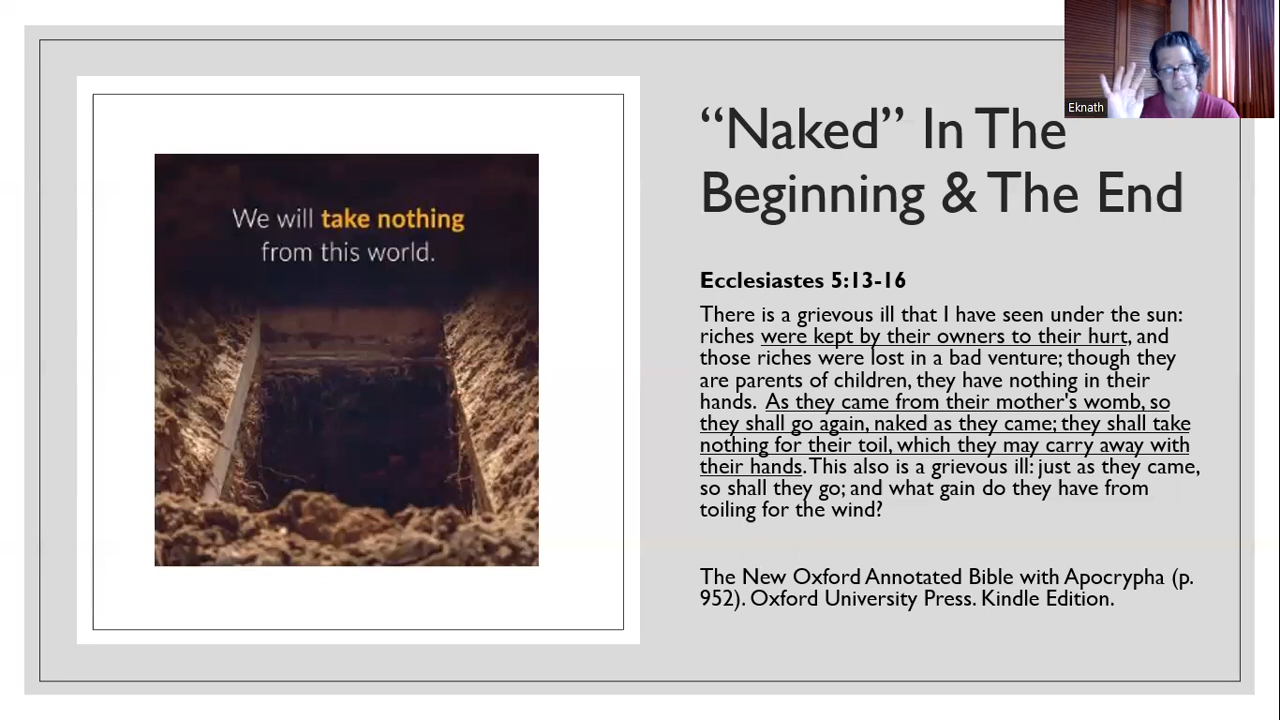 We will take nothing
from this world.
Eknath
“Naked” In The
Beginning & The End
Ecclesiastes 5:13-16
There is a grievous ill that I have seen under the sun:
riches were kept by their owners to their hurt, and
those riches were lost in a bad venture; though they
are parents of children, they have nothing in their
hands. As they came from their mother's womb, so
they shall go again, naked as they came; they shall take
nothing for their toil, which they may carry away with
their hands. This also is a grievous ill: just as they came,
so shall they go; and what gain do they have from
toiling for the wind?
The New Oxford Annotated Bible with Apocrypha (p.
952). Oxford University Press. Kindle Edition.